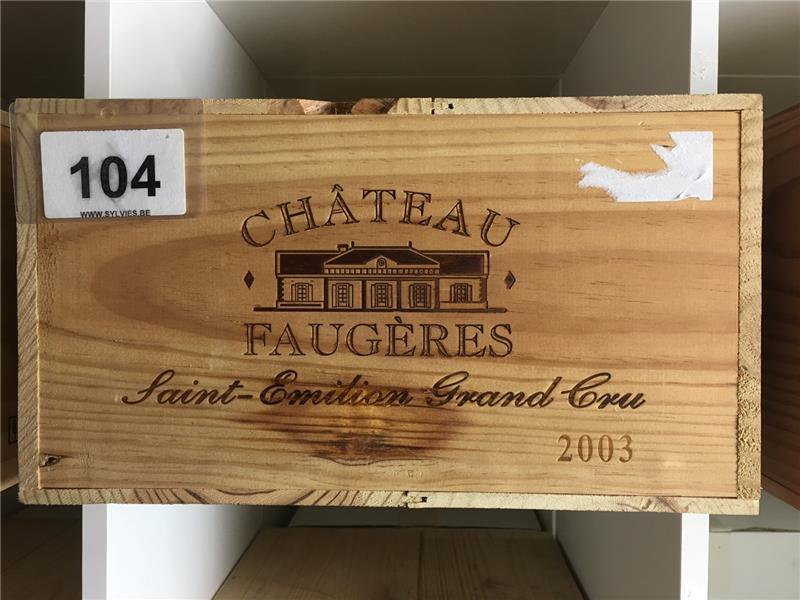 104
WWW.SYLVIES.BE
CHÂTEAU
FAUGÈRES
Saint-Emilion Grand Cru
2003